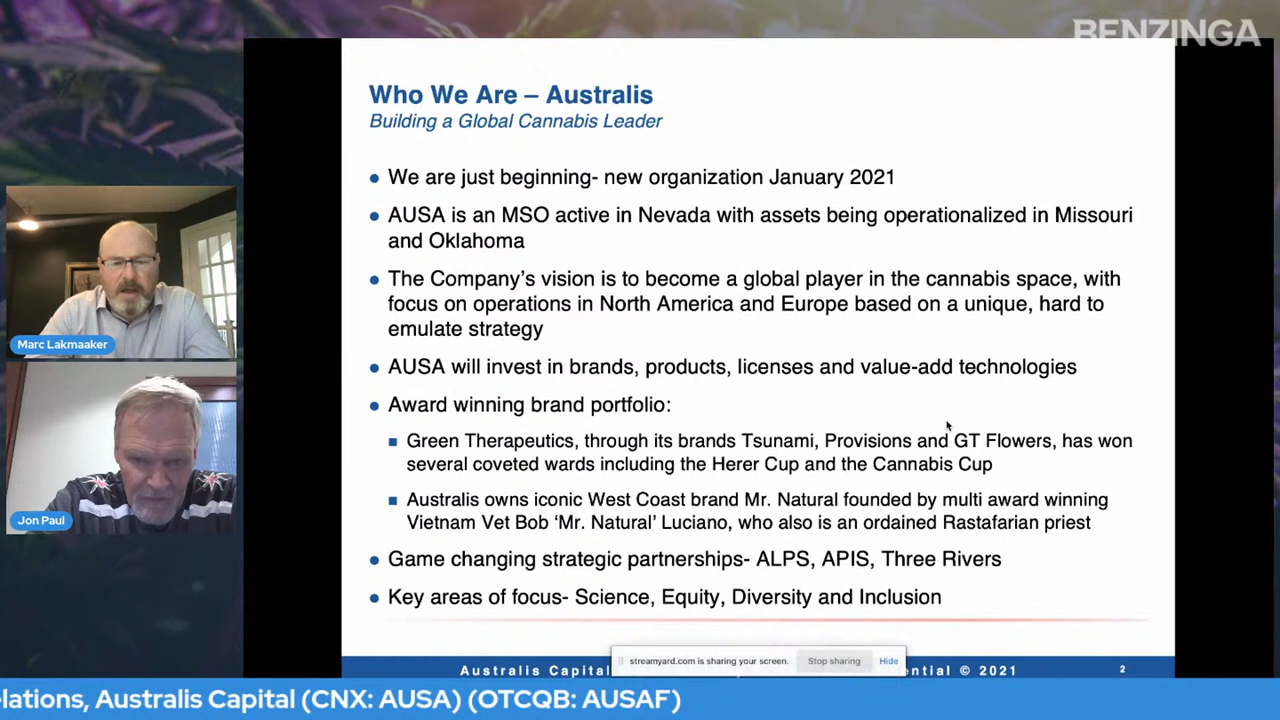 BENZINGA
Who We Are – Australis
Building a Global Cannabis Leader
• We are just beginning- new organization January 2021
• AUSA is an MSO active in Nevada with assets being operationalized in Missouri
and Oklahoma
• The Company's vision is to become a global player in the cannabis space, with
focus on operations in North America and Europe based on a unique, hard to
emulate strategy
• AUSA will invest in brands, products, licenses and value-add technologies
• Award winning brand portfolio:
▪ Green Therapeutics, through its brands Tsunami, Provisions and GT Flowers, has won
several coveted wards including the Herer Cup and the Cannabis Cup
▪ Australis owns iconic West Coast brand Mr. Natural founded by multi award winning
Vietnam Vet Bob ‘Mr. Natural’ Luciano, who also is an ordained Rastafarian priest
• Game changing strategic partnerships- ALPS, APIS, Three Rivers
• Key areas of focus- Science, Equity, Diversity and Inclusion
Marc Lakmaaker
Jon Paul
streamyard.com is sharing your screen. Stop sharing Hide
Australis Capital ential © 2021 2
elations, Australis Capital (CNX: AUSA) (OTCQB: AUSAF)